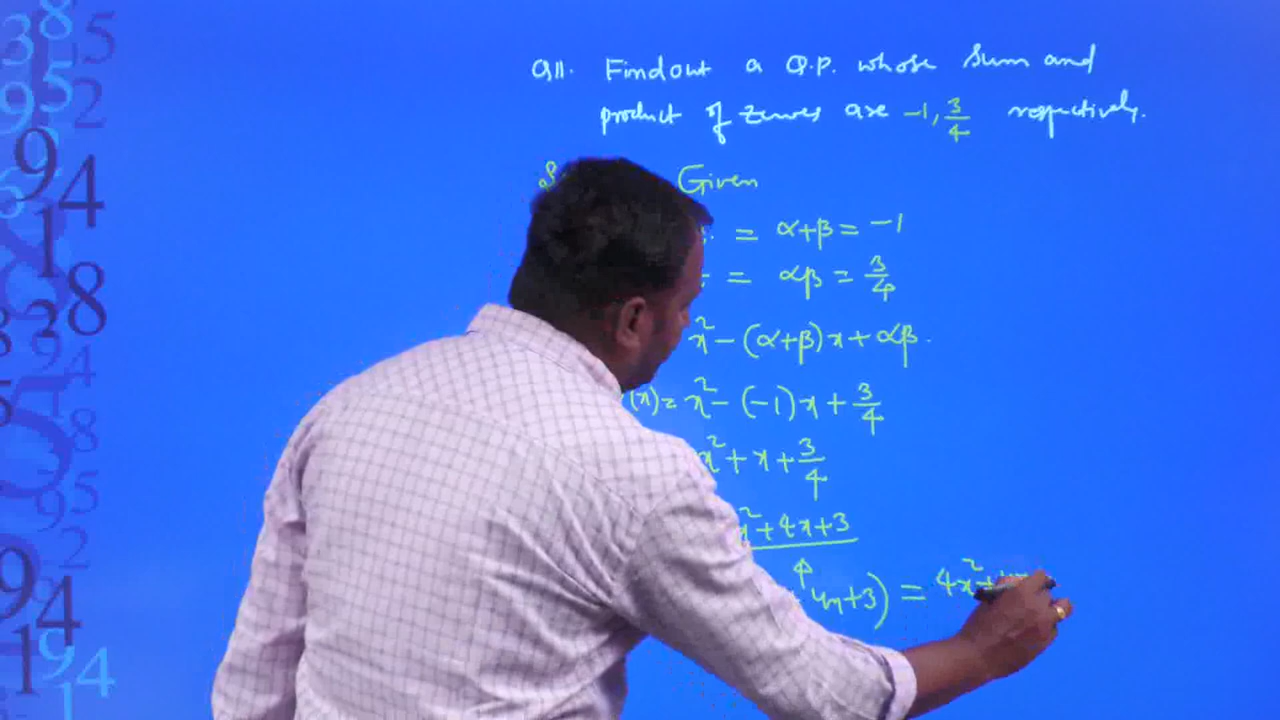 Q11. Findout a Q.P. whose sum and
product of zeroes are -1, 3/4 respectively.
Given
= α+β = -1
= αβ = 3/4
x² - (α+β)x + αβ.
(x) = x² - (-1)x + 3/4
x² + x + 3/4
x² + 4x + 3
4x+3) = 4x² +